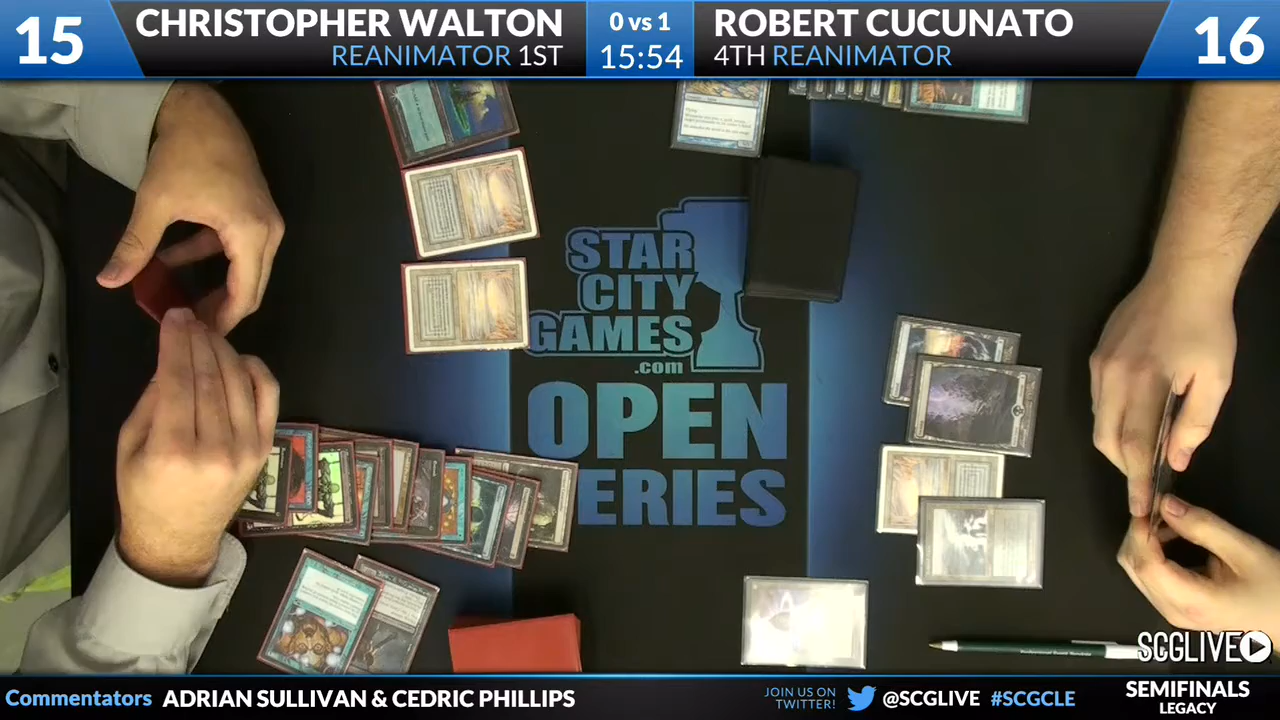 15
CHRISTOPHER WALTON
REANIMATOR 1ST
0 vs 1
15:54
ROBERT CUCUNATO
4TH REANIMATOR
16
STAR
CITY
GAMES
.com
OPEN
ERIES
SCGLIVE
Commentators ADRIAN SULLIVAN & CEDRIC PHILLIPS
JOIN US ON
TWITTER!
@SCGLIVE #SCGCLE
SEMIFINALS
LEGACY